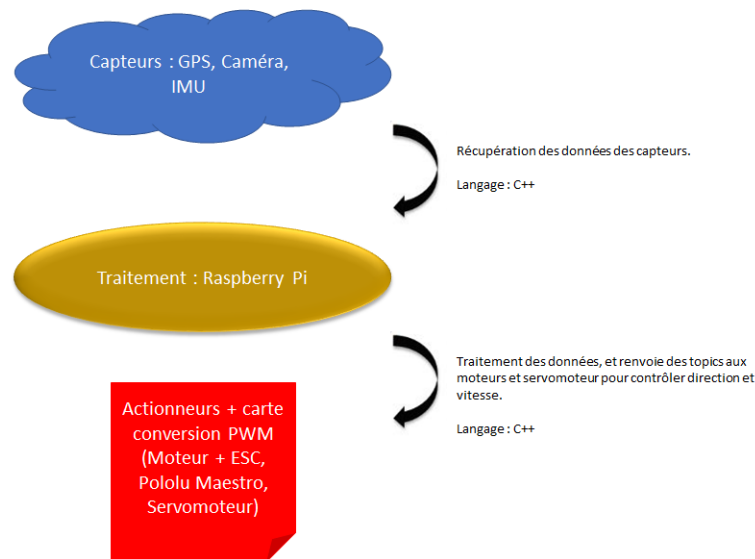 Capteurs : GPS, Caméra,
IMU
Récupération des données des capteurs.
Langage : C++
Traitement : Raspberry Pi
Traitement des données, et renvoie des topics aux
moteurs et servomoteur pour contrôler direction et
vitesse.
Langage : C++
Actionneurs + carte
conversion PWM
(Moteur + ESC,
Pololu Maestro,
Servomoteur)